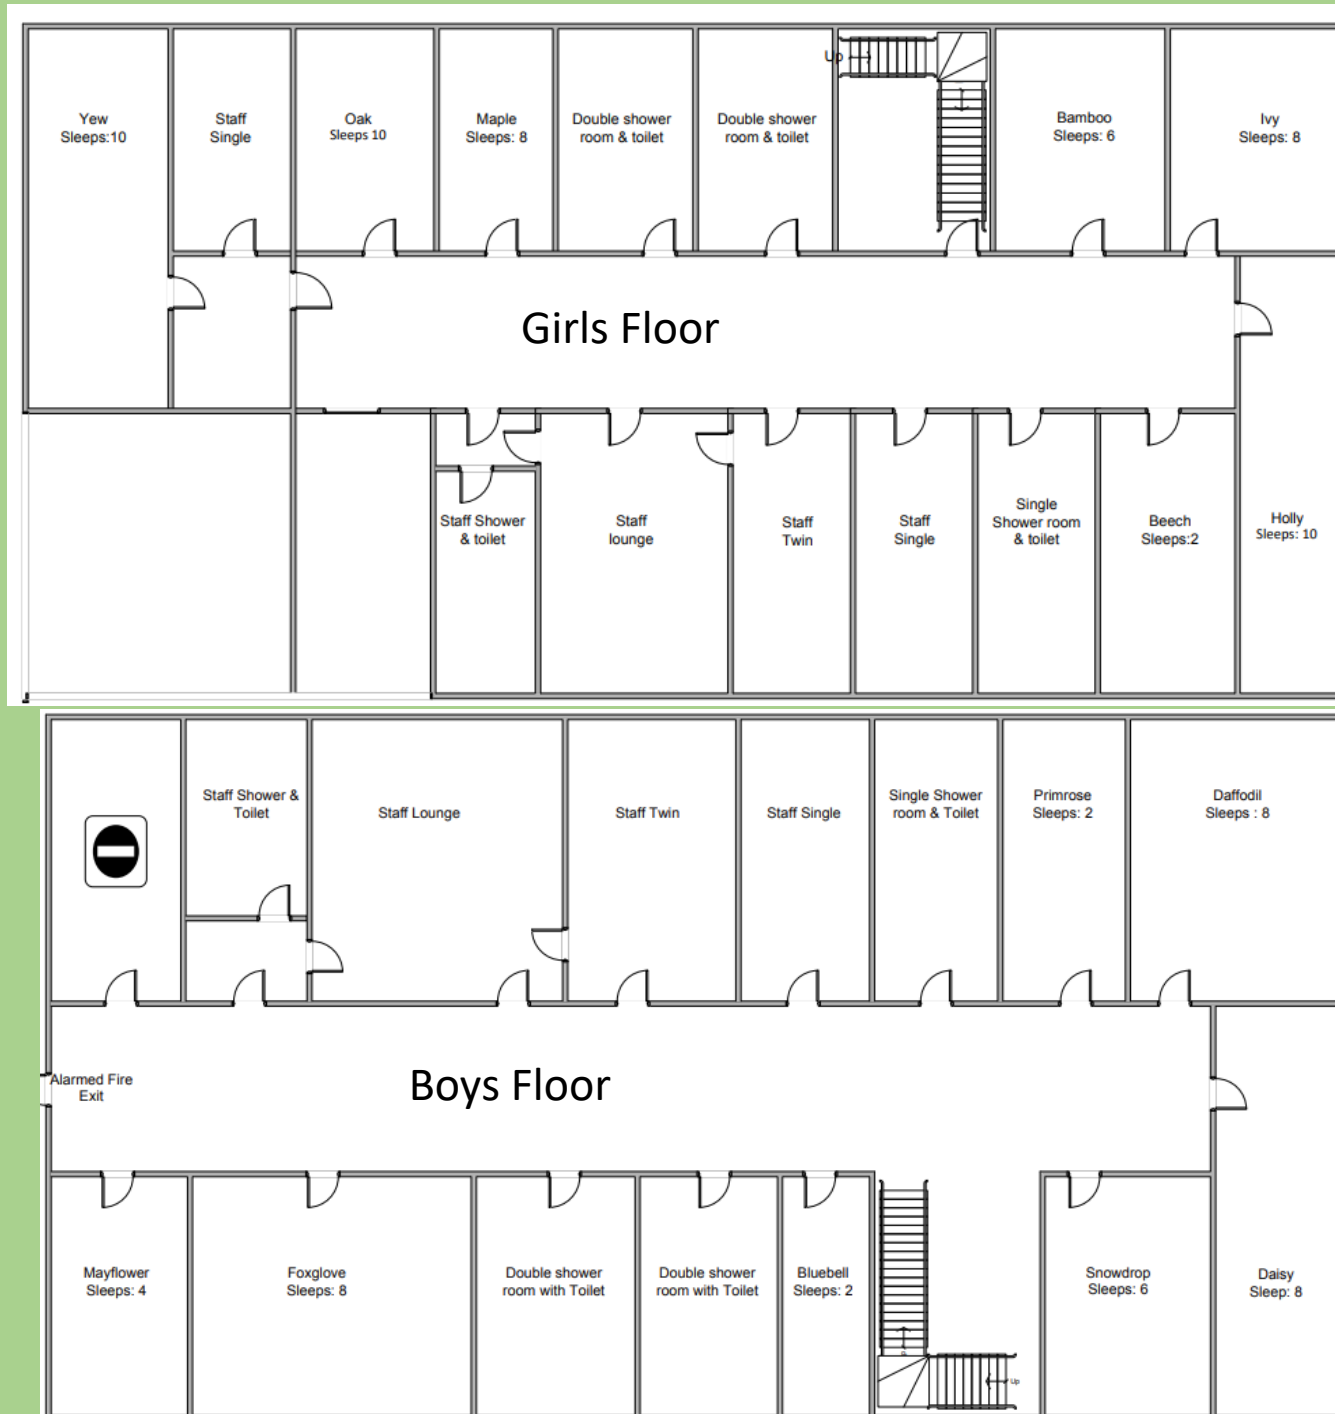 Yew
Sleeps:10
Staff
Single
Oak
Sleeps 10
Maple
Sleeps: 8
Double shower
room & toilet
Double shower
room & toilet
Up
Bamboo
Sleeps: 6
Ivy
Sleeps: 8
Girls Floor
Staff Shower
& toilet
Staff
lounge
Staff
Twin
Staff
Single
Single
Shower room
& toilet
Beech
Sleeps:2
Holly
Sleeps: 10
Staff Shower &
Toilet
Staff Lounge
Staff Twin
Staff Single
Single Shower
room & Toilet
Primrose
Sleeps: 2
Daffodil
Sleeps : 8
Alarmed Fire
Exit
Boys Floor
Mayflower
Sleeps: 4
Foxglove
Sleeps: 8
Double shower
room with Toilet
Double shower
room with Toilet
Bluebell
Sleeps: 2
Snowdrop
Sleeps: 6
Daisy
Sleep: 8
Up